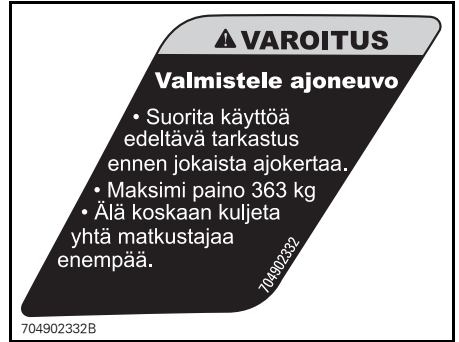 VAROITUS
Valmistele ajoneuvo
• Suorita käyttöä
edeltävä tarkastus
ennen jokaista ajokertaa.
• Maksimi paino 363 kg
• Älä koskaan kuljeta
yhtä matkustajaa
enempää.
704902332
704902332B